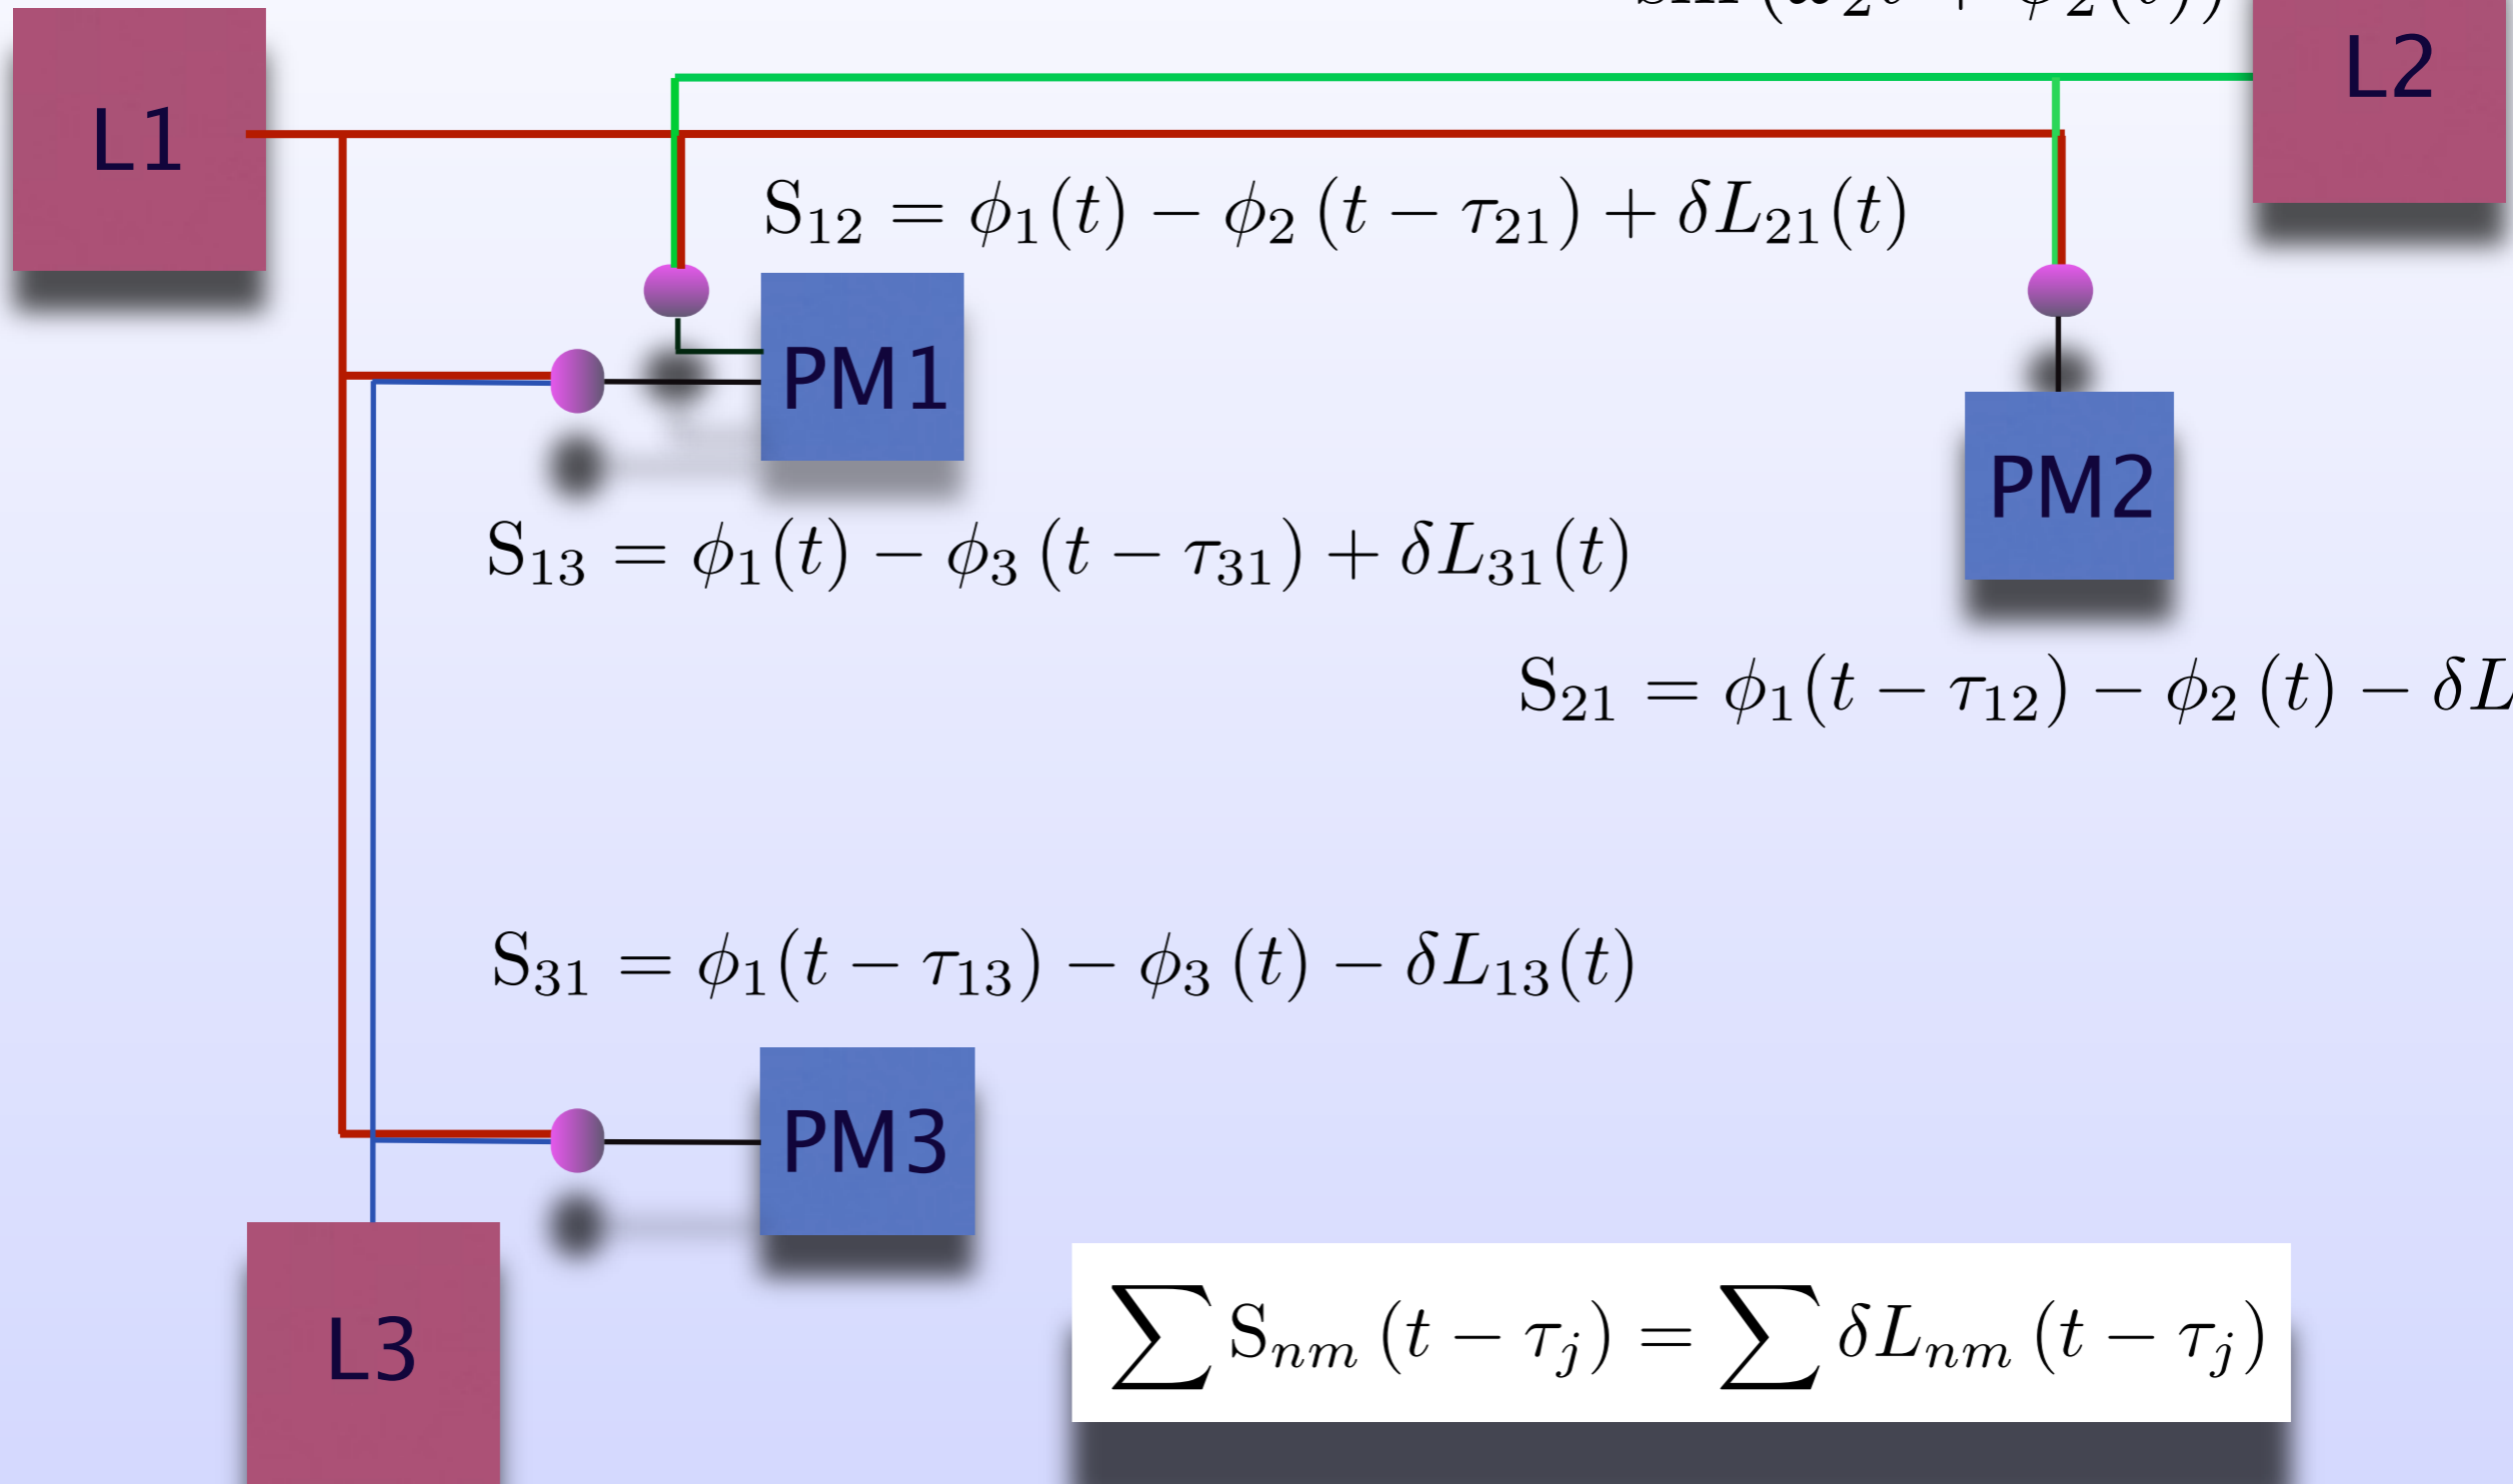 L2
L1
S₁₂ = ϕ₁(t) − ϕ₂ (t − τ₂₁) + δL₂₁(t)
PM1
PM2
S₁₃ = ϕ₁(t) − ϕ₃ (t − τ₃₁) + δL₃₁(t)
S₂₁ = ϕ₁(t − τ₁₂) − ϕ₂ (t) − δL
S₃₁ = ϕ₁(t − τ₁₃) − ϕ₃ (t) − δL₁₃(t)
PM3
L3
∑ Sₙₘ (t − τⱼ) = ∑ δLₙₘ (t − τⱼ)